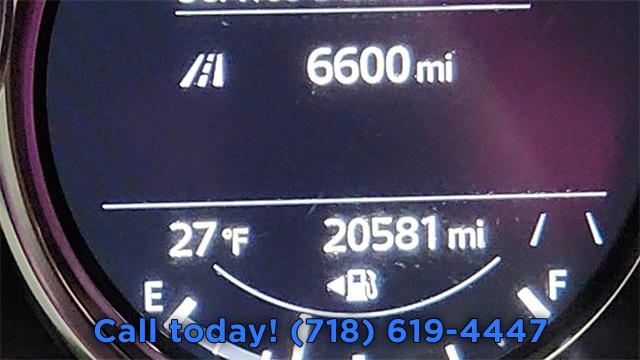 6600 mi
27 °F 20581 mi
E F
Call today! (718) 619-4447